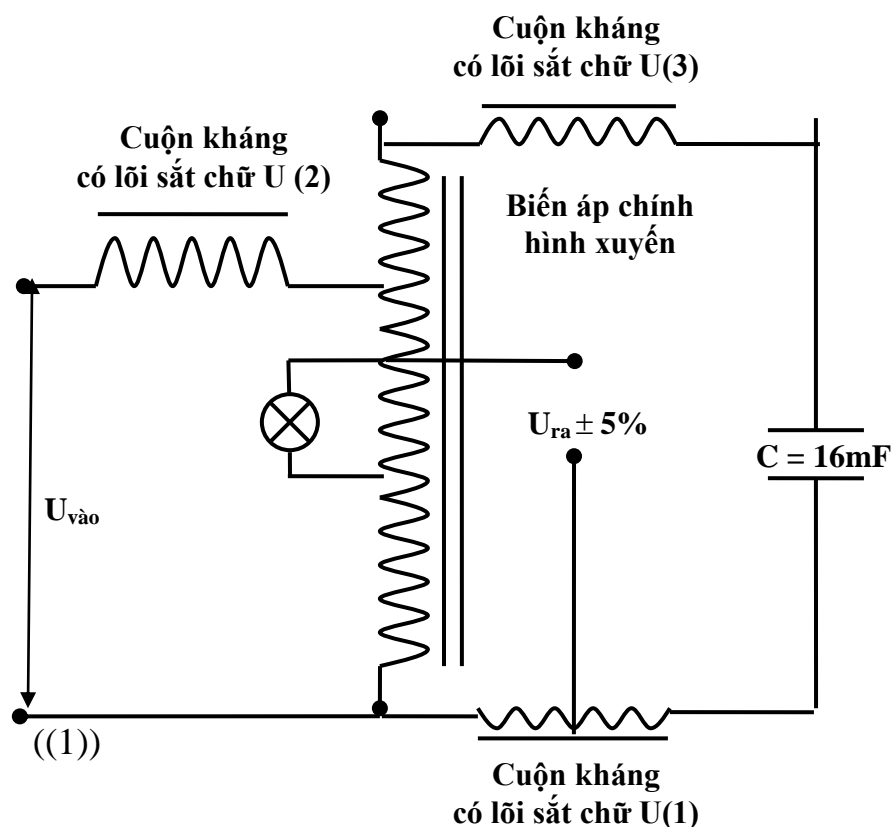 Cuộn kháng
có lõi sắt chữ U(3)
Cuộn kháng
có lõi sắt chữ U (2)
Biến áp chính
hình xuyến
Ura ± 5%
C = 16mF
Uvào
((1))
Cuộn kháng
có lõi sắt chữ U(1)